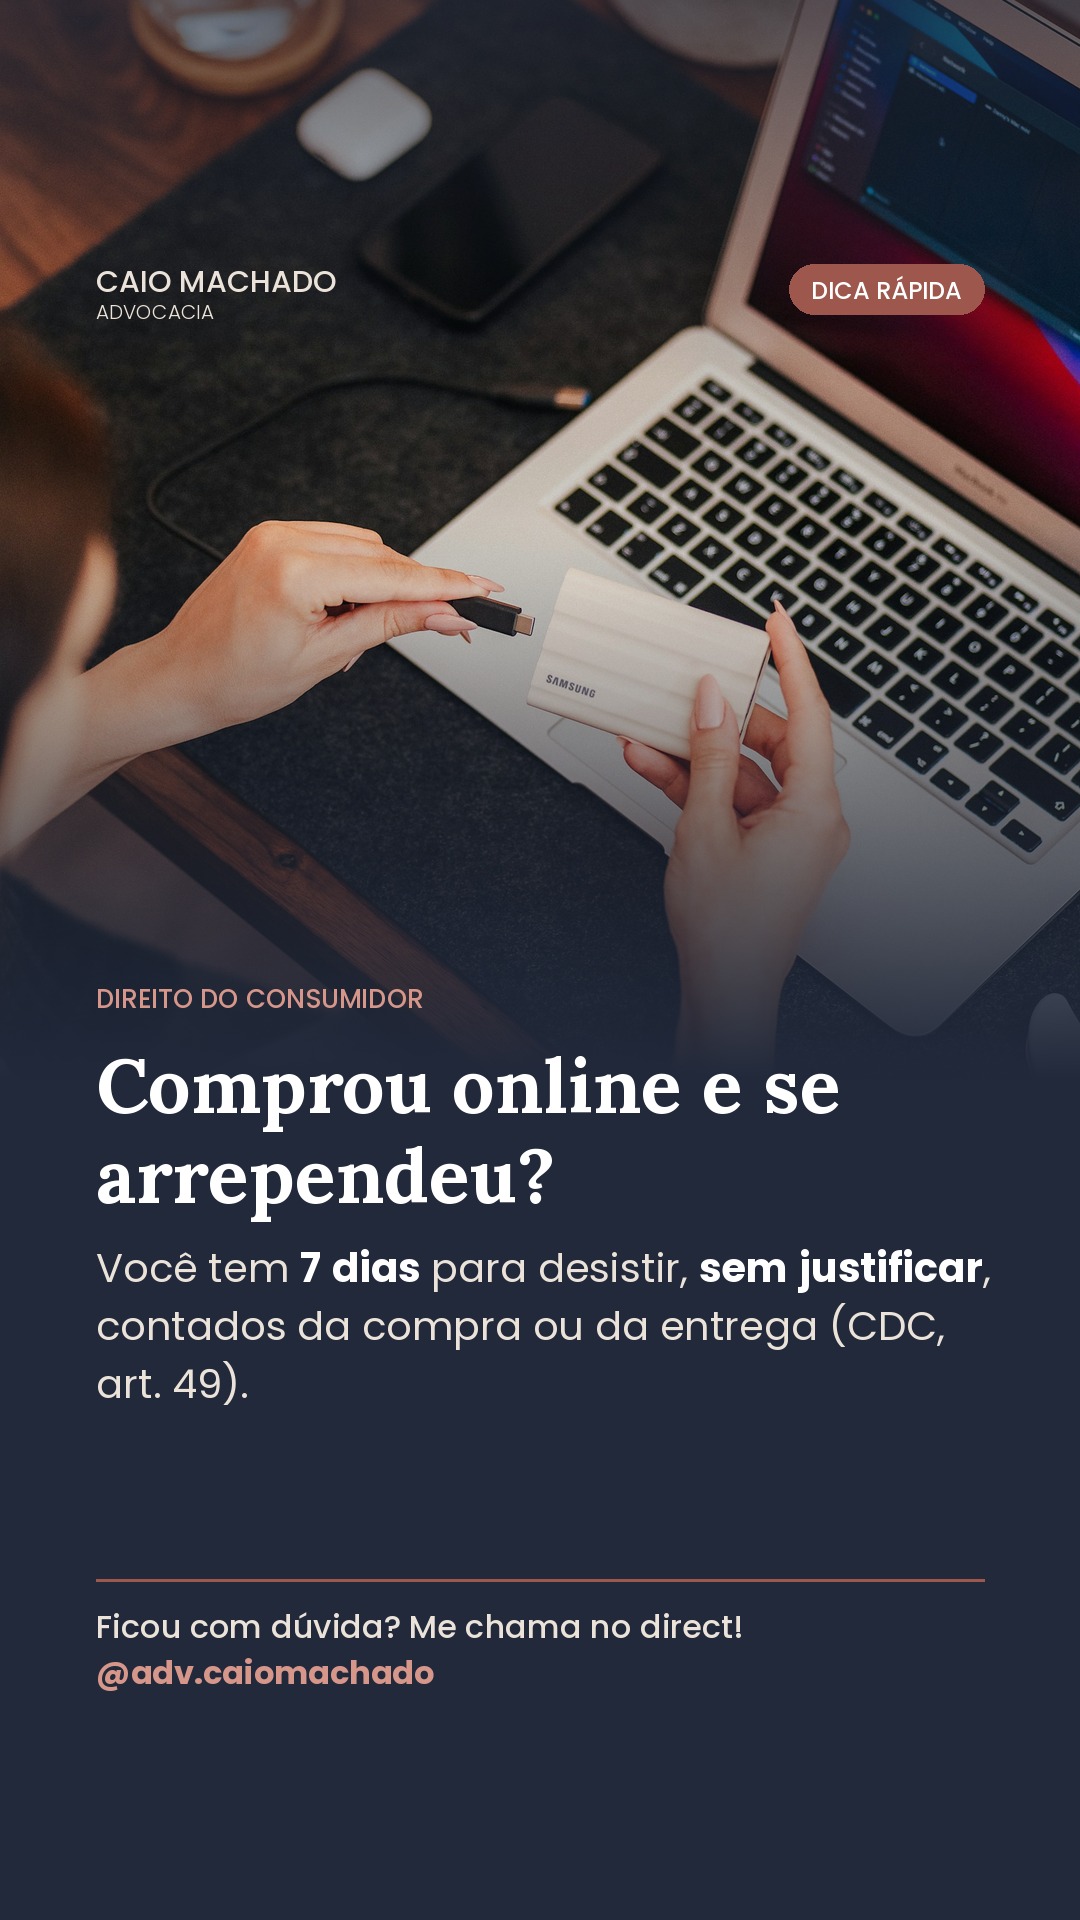 CAIO MACHADO
ADVOCACIA
DICA RÁPIDA
SAMSUNG
DIREITO DO CONSUMIDOR
Comprou online e se
arrependeu?
Você tem 7 dias para desistir, sem justificar,
contados da compra ou da entrega (CDC,
art. 49).
Ficou com dúvida? Me chama no direct!
@adv.caiomachado